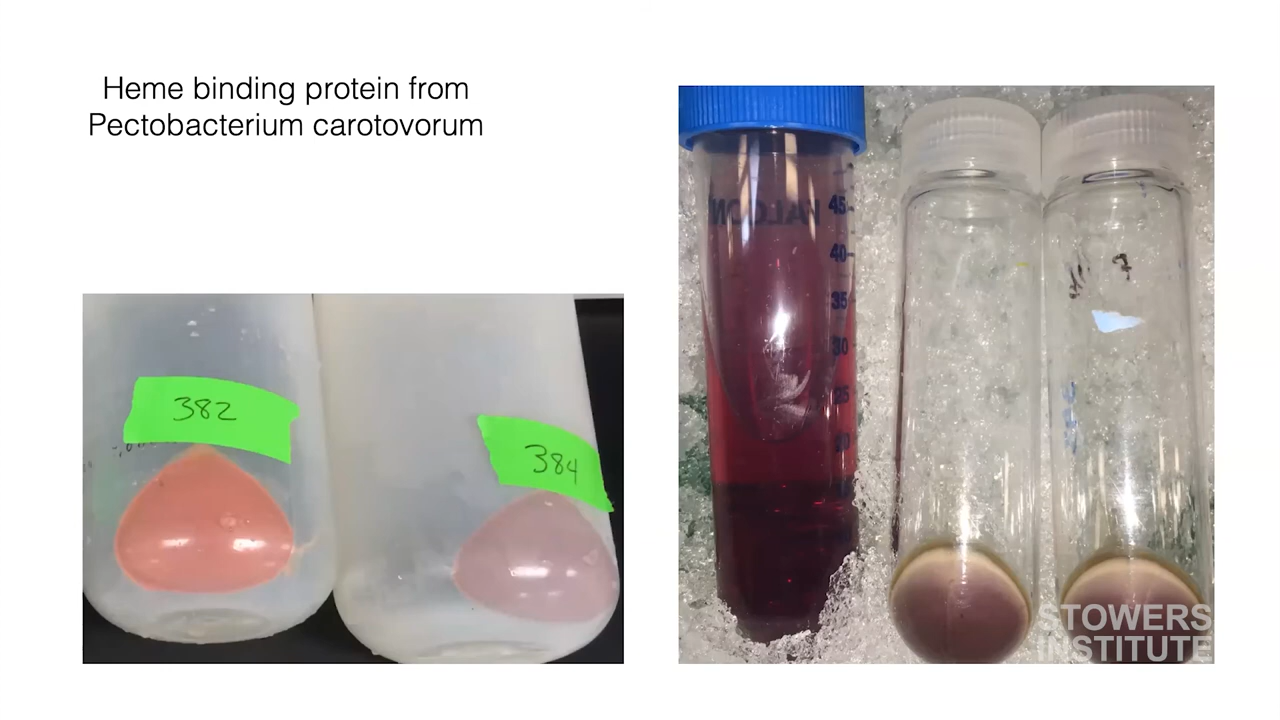 Heme binding protein from
Pectobacterium carotovorum
382
384
FALCON
45
40
35
30
25
STOWERS
INSTITUTE